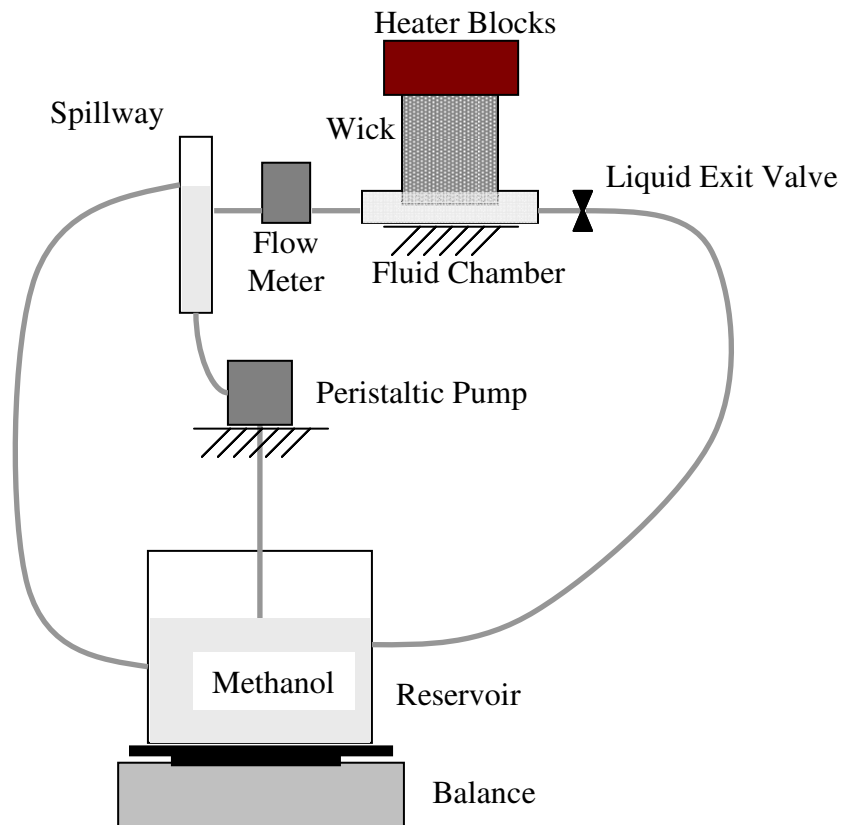 Heater Blocks
Spillway
Wick
Liquid Exit Valve
Flow
Meter
Fluid Chamber
Peristaltic Pump
Methanol
Reservoir
Balance